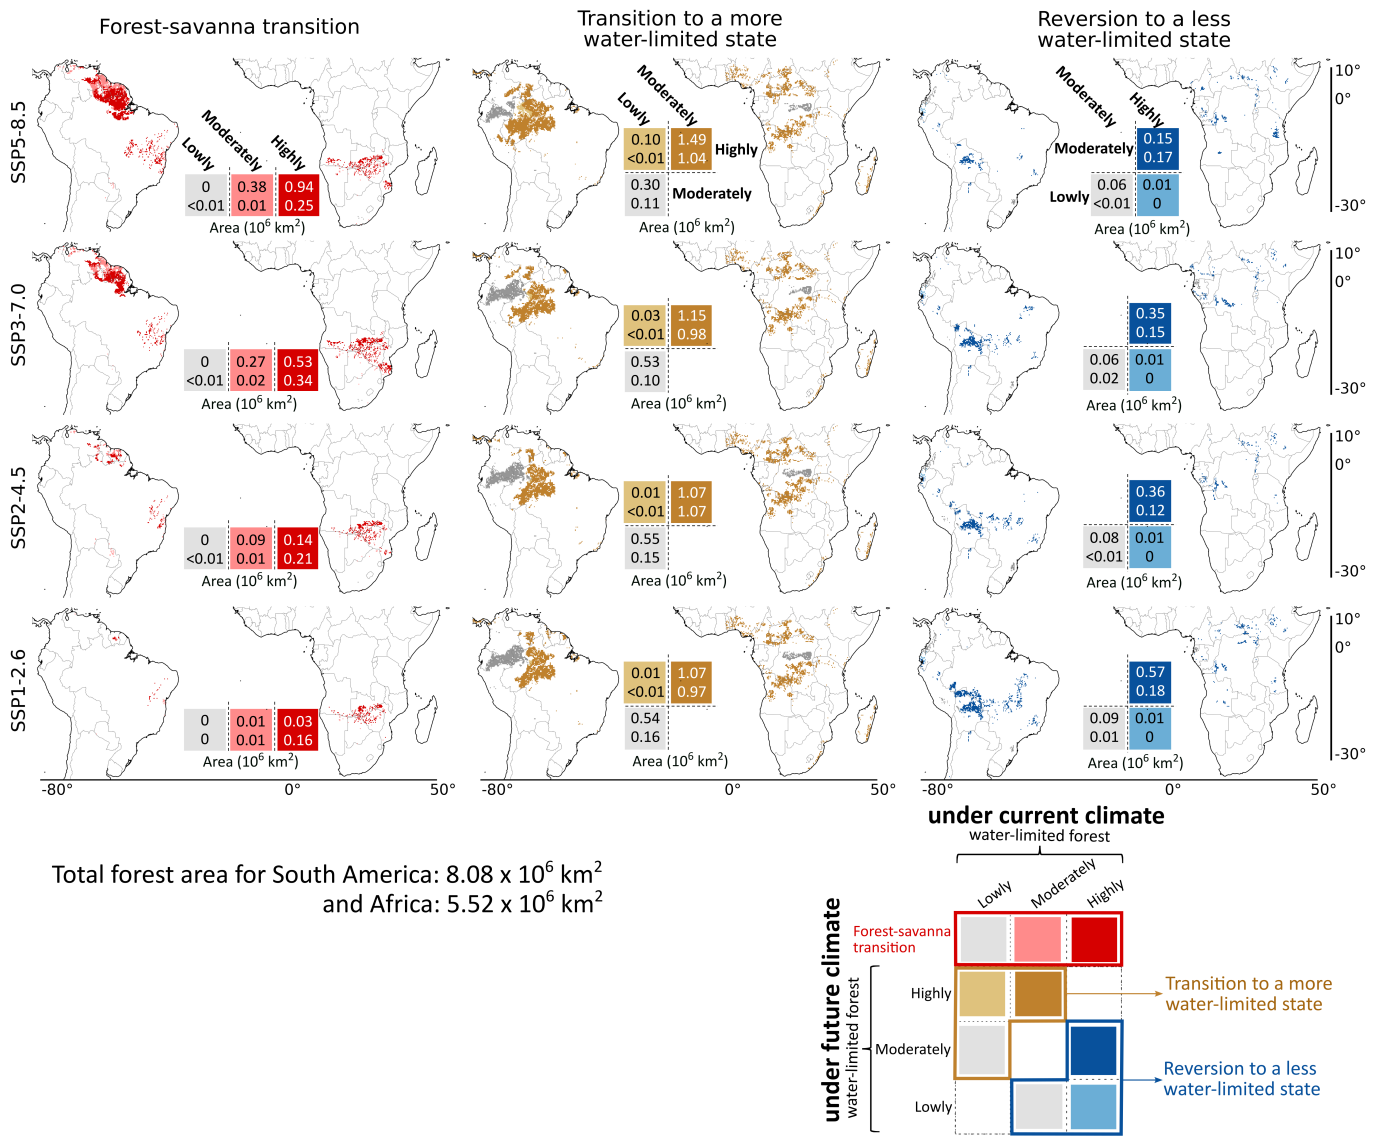 Forest-savanna transition
Transition to a more
water-limited state
Reversion to a less
water-limited state
SSP5-8.5
Lowly
Moderately
Highly
0
0.38
0.94
<0.01
0.01
0.25
Area (10⁶ km²)
Lowly
Moderately
0.10
1.49
<0.01
1.04
Highly
0.30
0.11
Moderately
Area (10⁶ km²)
Moderately
Highly
Moderately
0.15
0.17
Lowly
0.06
0.01
<0.01
0
Area (10⁶ km²)
10°
0°
-30°
SSP3-7.0
0
0.27
0.53
<0.01
0.02
0.34
Area (10⁶ km²)
0.03
1.15
<0.01
0.98
0.53
0.10
Area (10⁶ km²)
0.35
0.15
0.06
0.01
0.02
0
Area (10⁶ km²)
10°
0°
-30°
SSP2-4.5
0
0.09
0.14
<0.01
0.01
0.21
Area (10⁶ km²)
0.01
1.07
<0.01
1.07
0.55
0.15
Area (10⁶ km²)
0.36
0.12
0.08
0.01
<0.01
0
Area (10⁶ km²)
10°
0°
-30°
SSP1-2.6
0
0.01
0.03
0
0.01
0.16
Area (10⁶ km²)
0.01
1.07
<0.01
0.97
0.54
0.16
Area (10⁶ km²)
0.57
0.18
0.09
0.01
0.01
0
Area (10⁶ km²)
10°
0°
-30°
-80°
0°
50°
-80°
0°
50°
-80°
0°
50°
Total forest area for South America: 8.08 x 10⁶ km²
and Africa: 5.52 x 10⁶ km²
under current climate
water-limited forest
Lowly
Moderately
Highly
under future climate
water-limited forest
Forest-savanna
transition
Highly
Moderately
Lowly
Transition to a more
water-limited state
Reversion to a less
water-limited state